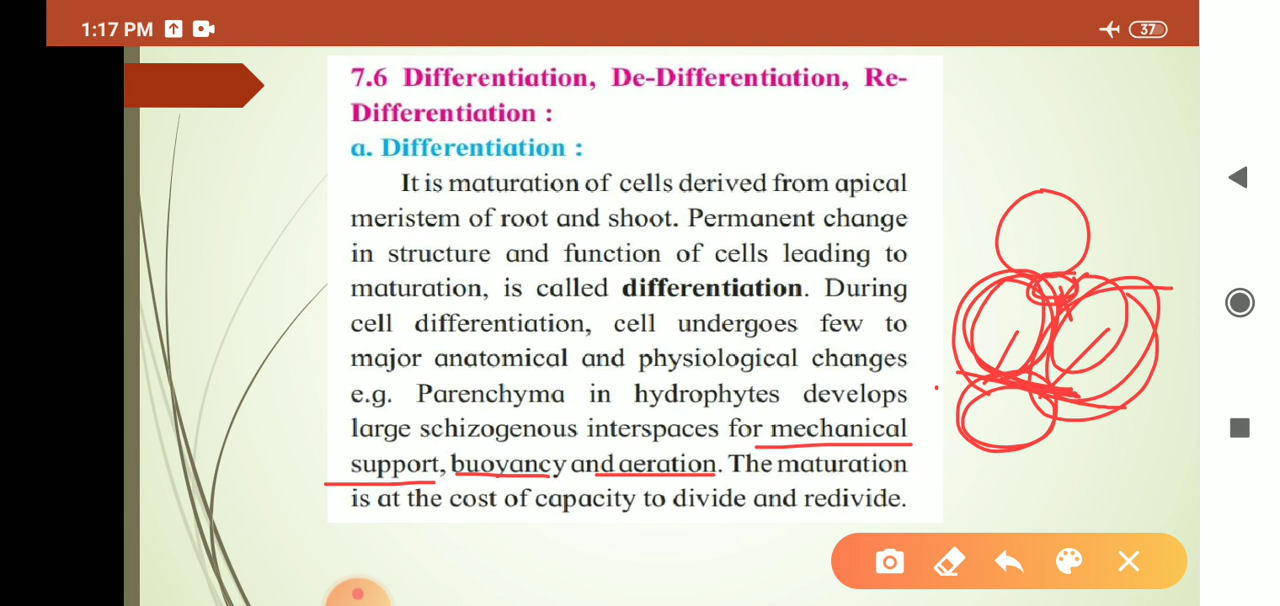 1:17 PM
37
7.6 Differentiation, De-Differentiation, Re-
Differentiation :
a. Differentiation :
It is maturation of cells derived from apical
meristem of root and shoot. Permanent change
in structure and function of cells leading to
maturation, is called differentiation. During
cell differentiation, cell undergoes few to
major anatomical and physiological changes
e.g. Parenchyma in hydrophytes develops
large schizogenous interspaces for mechanical
support, buoyancy and aeration. The maturation
is at the cost of capacity to divide and redivide.